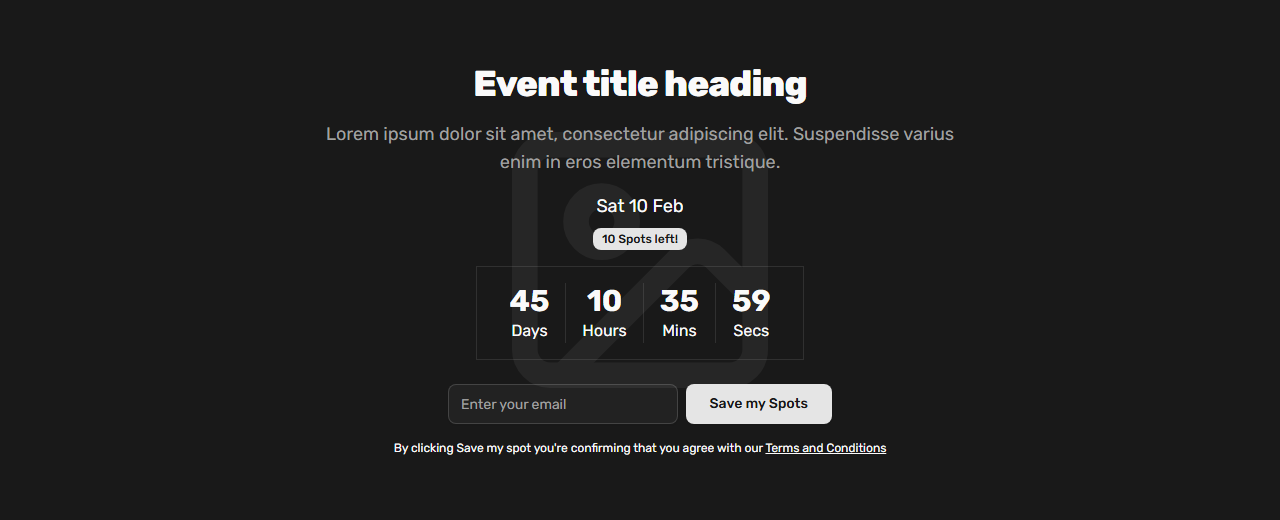 Event title heading
Lorem ipsum dolor sit amet, consectetur adipiscing elit. Suspendisse varius
enim in eros elementum tristique.
Sat 10 Feb
10 Spots left!
45 10 35 59
Days Hours Mins Secs
Enter your email Save my Spots
By clicking Save my spot you're confirming that you agree with our Terms and Conditions